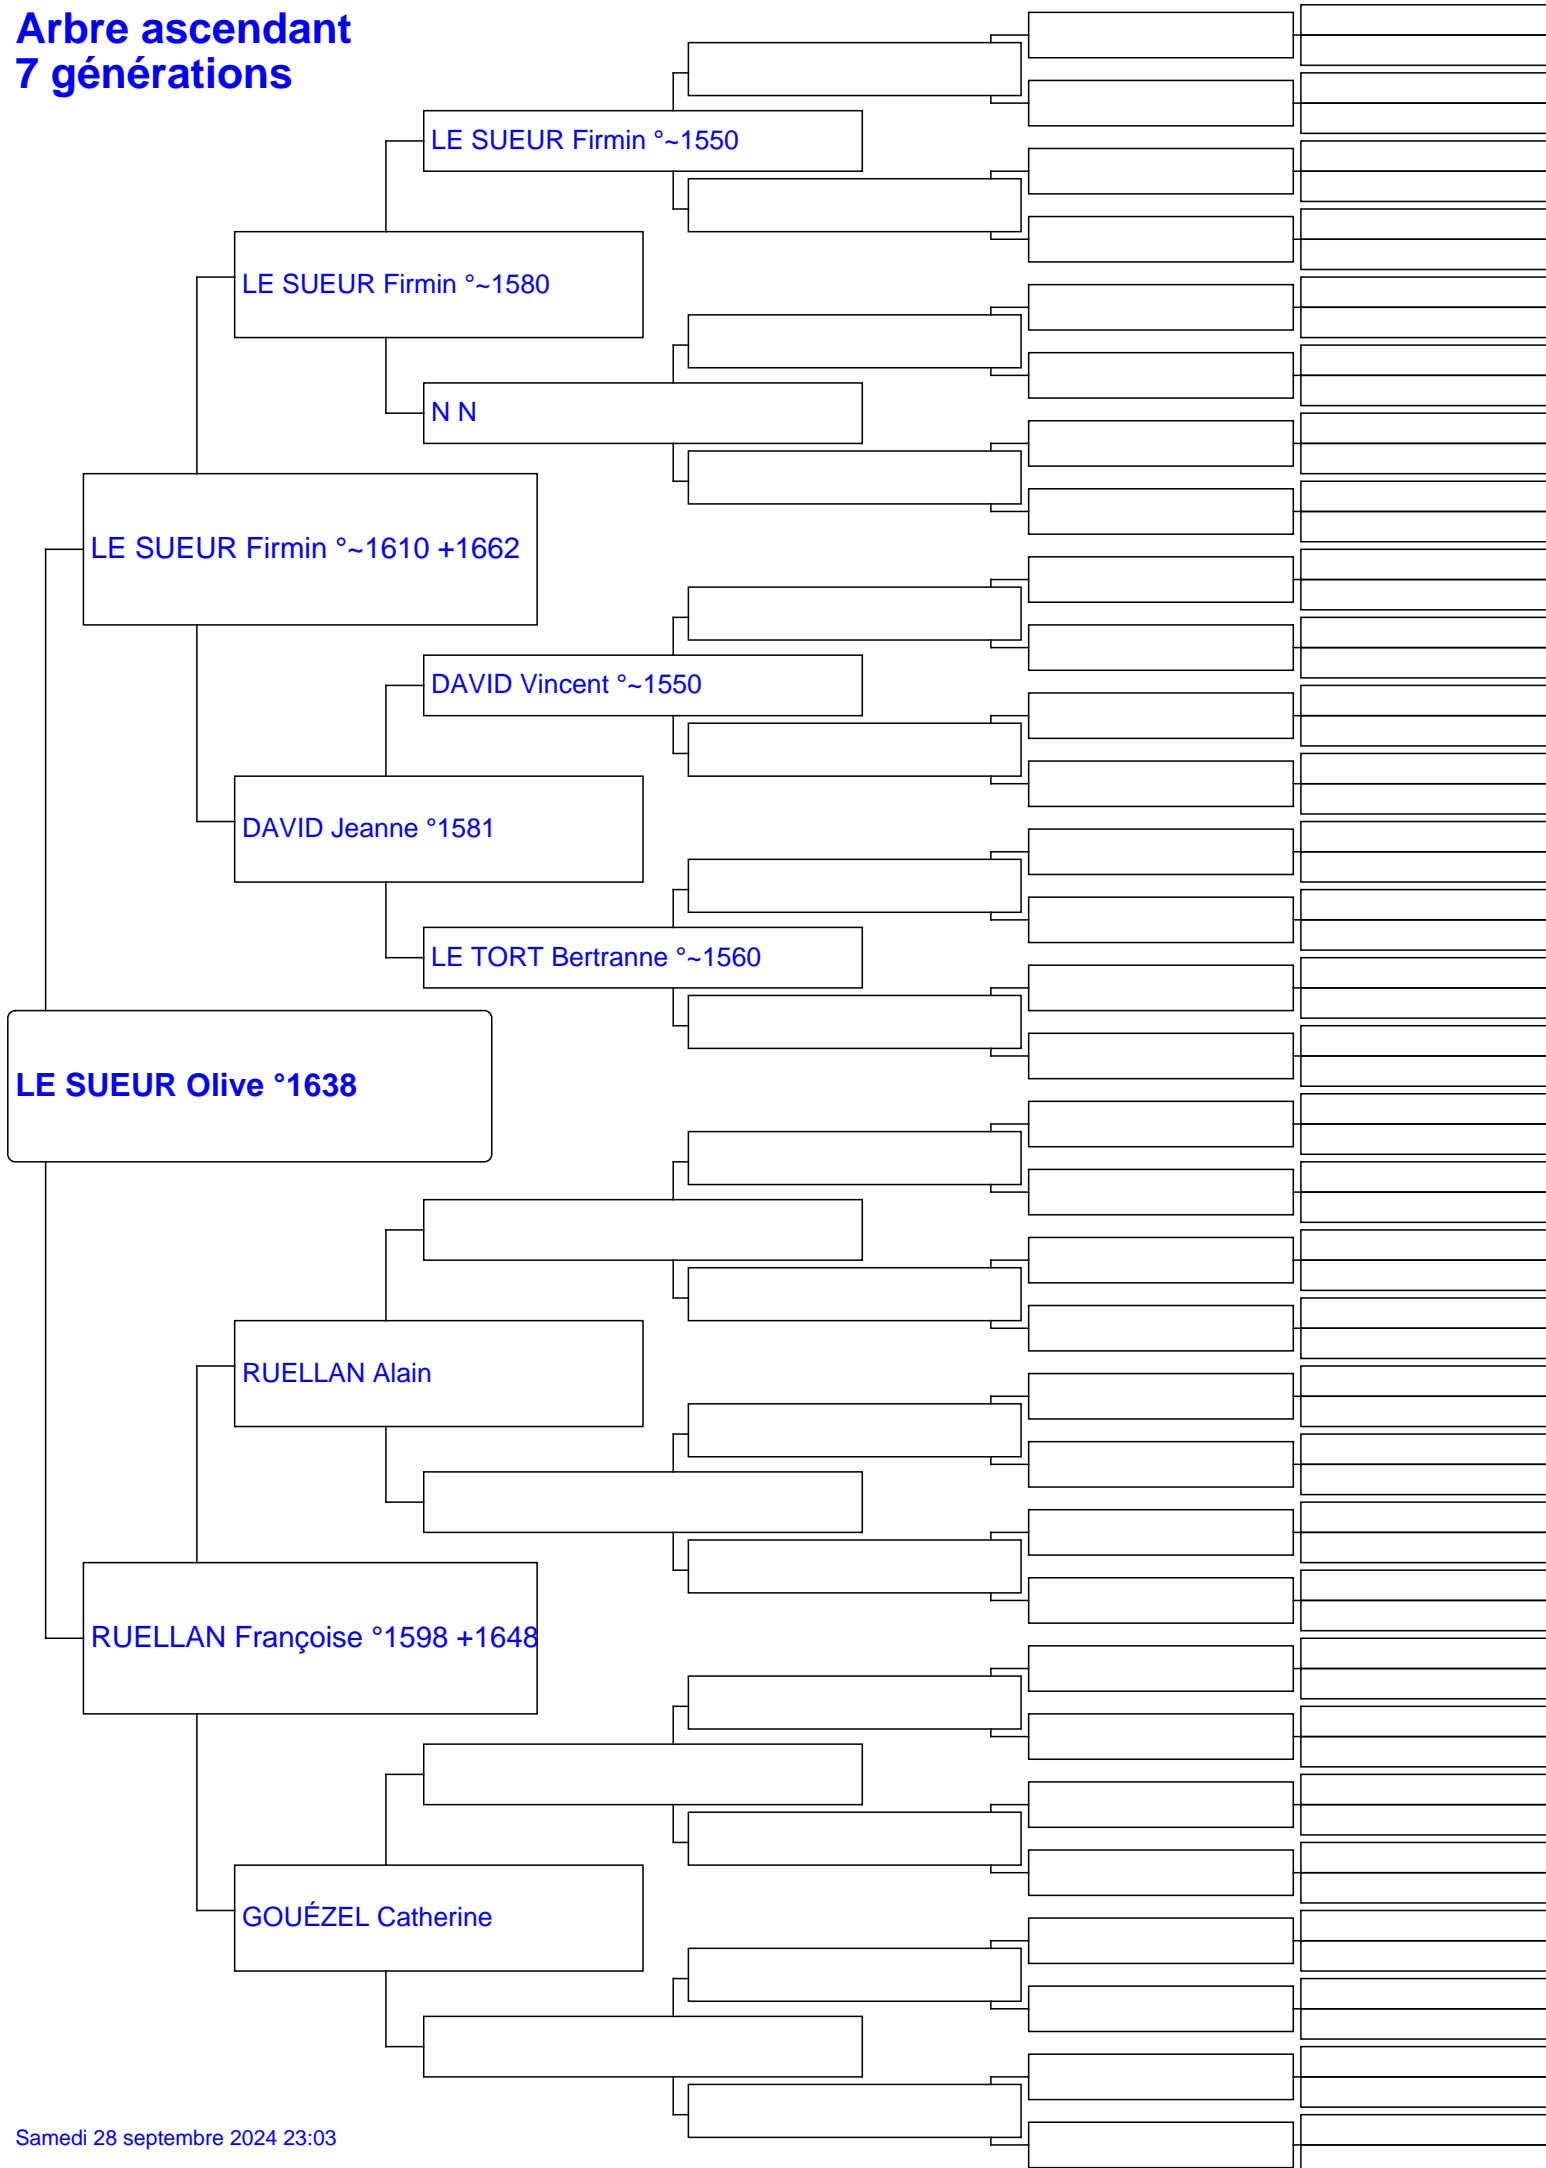 Arbre ascendant
7 générations
LE SUEUR Firmin °~1550
LE SUEUR Firmin °~1580
N N
LE SUEUR Firmin °~1610 +1662
DAVID Vincent °~1550
DAVID Jeanne °1581
LE TORT Bertranne °~1560
LE SUEUR Olive °1638
RUELLAN Alain
RUELLAN Françoise °1598 +1648
GOUÉZEL Catherine
Samedi 28 septembre 2024 23:03